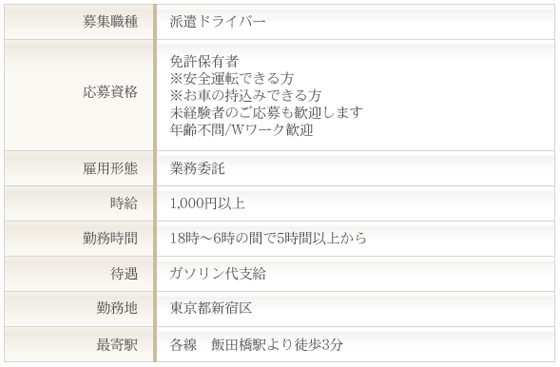 募集職種 派遣ドライバー
応募資格 免許保有者
※安全運転できる方
※お車の持込みできる方
未経験者のご応募も歓迎します
年齢不問/Wワーク歓迎
雇用形態 業務委託
時給 1,000円以上
勤務時間 18時～6時の間で5時間以上から
待遇 ガソリン代支給
勤務地 東京都新宿区
最寄駅 各線　飯田橋駅より徒歩3分